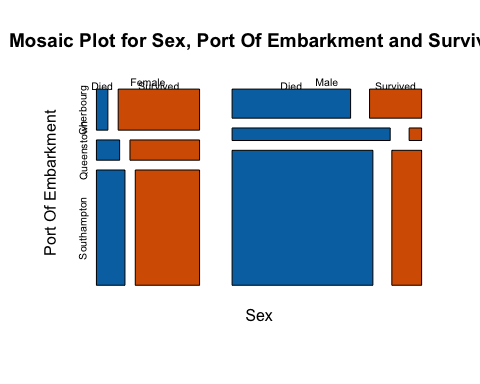 Mosaic Plot for Sex, Port Of Embarkment and Surviv
Female Male
Died Survived Died Survived
Cherbourg
Queenstown
Southampton
Port Of Embarkment
Sex